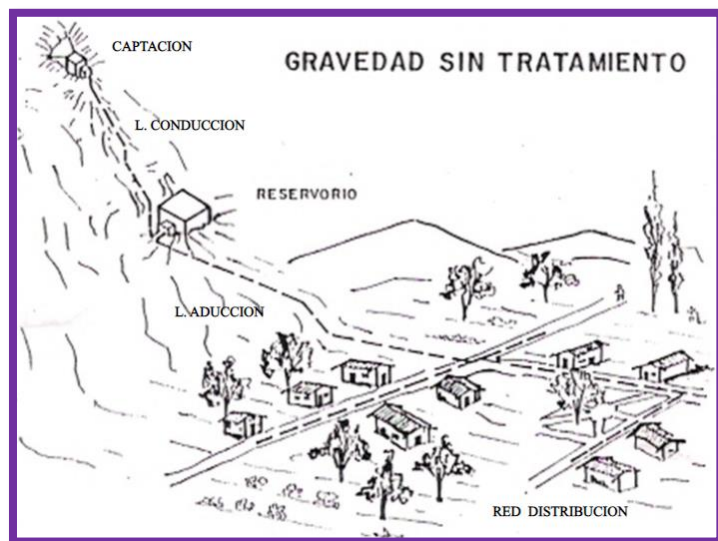 CAPTACION
GRAVEDAD SIN TRATAMIENTO
L. CONDUCCION
RESERVORIO
L. ADUCCION
RED DISTRIBUCION